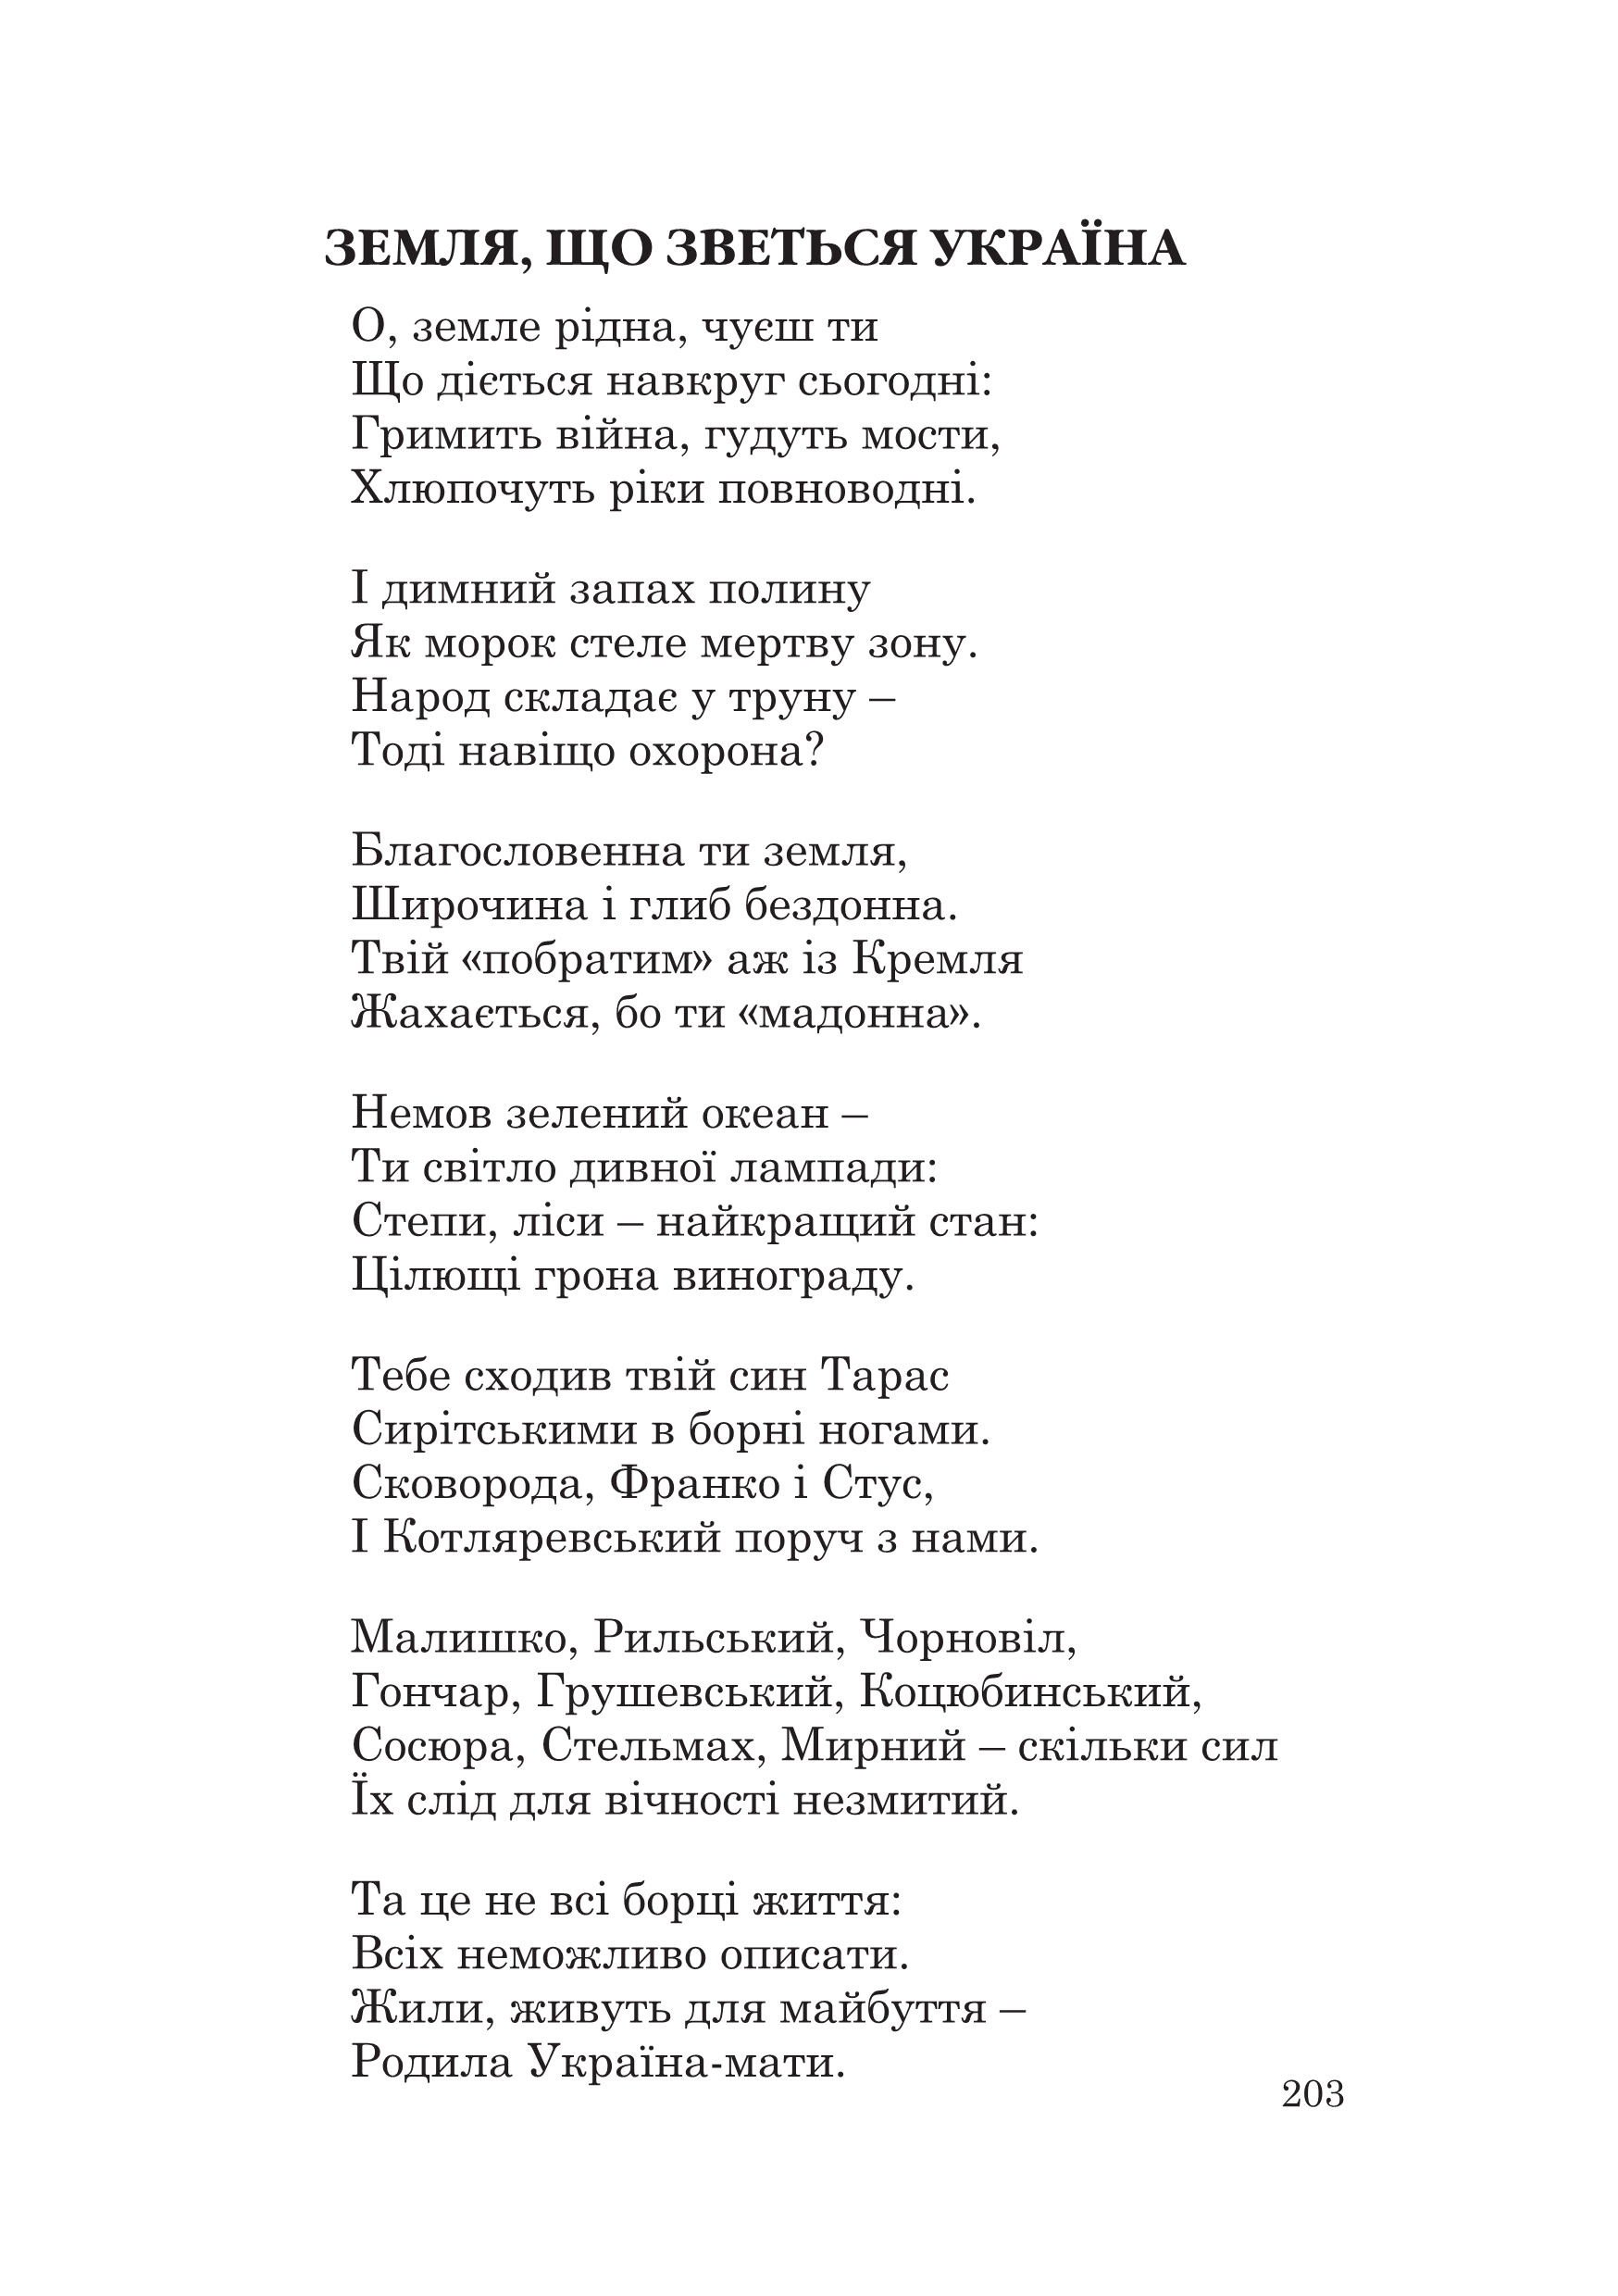 ЗЕМЛЯ, ЩО ЗВЕТЬСЯ УКРАЇНА
О, земле рідна, чуєш ти
Що діється навкруг сьогодні:
Гримить війна, гудуть мости,
Хлюпочуть ріки повноводні.
І димний запах полину
Як морок стеле мертву зону.
Народ складає у труну –
Тоді навіщо охорона?
Благословенна ти земля,
Широчина і глиб бездонна.
Твій «побратим» аж із Кремля
Жахається, бо ти «мадонна».
Немов зелений океан –
Ти світло дивної лампади:
Степи, ліси – найкращий стан:
Цілющі грона винограду.
Тебе сходив твій син Тарас
Сирітськими в борні ногами.
Сковорода, Франко і Стус,
І Котляревський поруч з нами.
Малишко, Рильський, Чорновіл,
Гончар, Грушевський, Коцюбинський,
Сосюра, Стельмах, Мирний – скільки сил
Їх слід для вічності незмитий.
Та це не всі борці життя:
Всіх неможливо описати.
Жили, живуть для майбуття –
Родила Україна-мати.
203